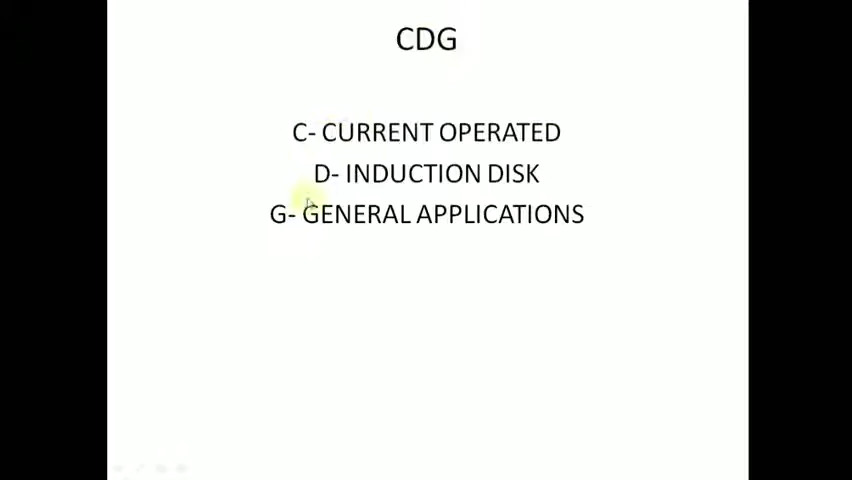 CDG
C- CURRENT OPERATED
D- INDUCTION DISK
G- GENERAL APPLICATIONS